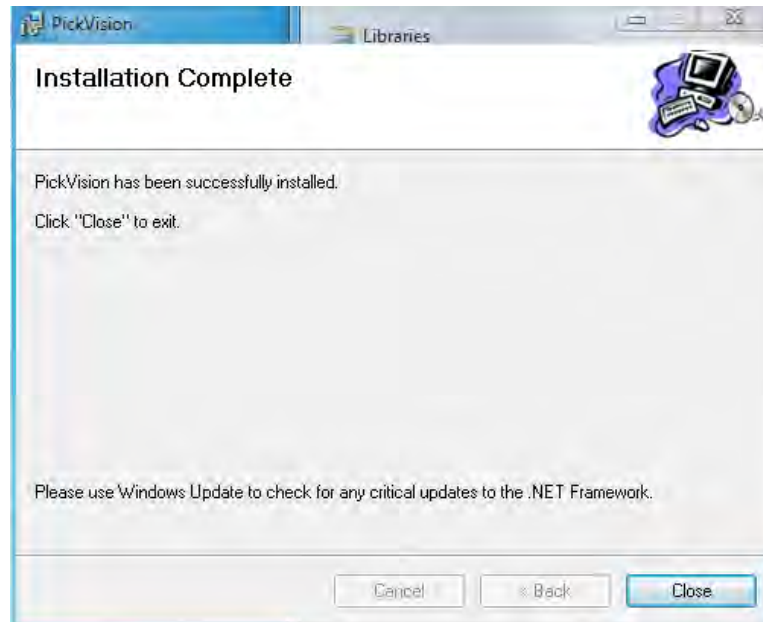 PickVision
Libraries
Installation Complete
PickVision has been successfully installed.
Click "Close" to exit.
Please use Windows Update to check for any critical updates to the .NET Framework.
Cancel
< Back
Close